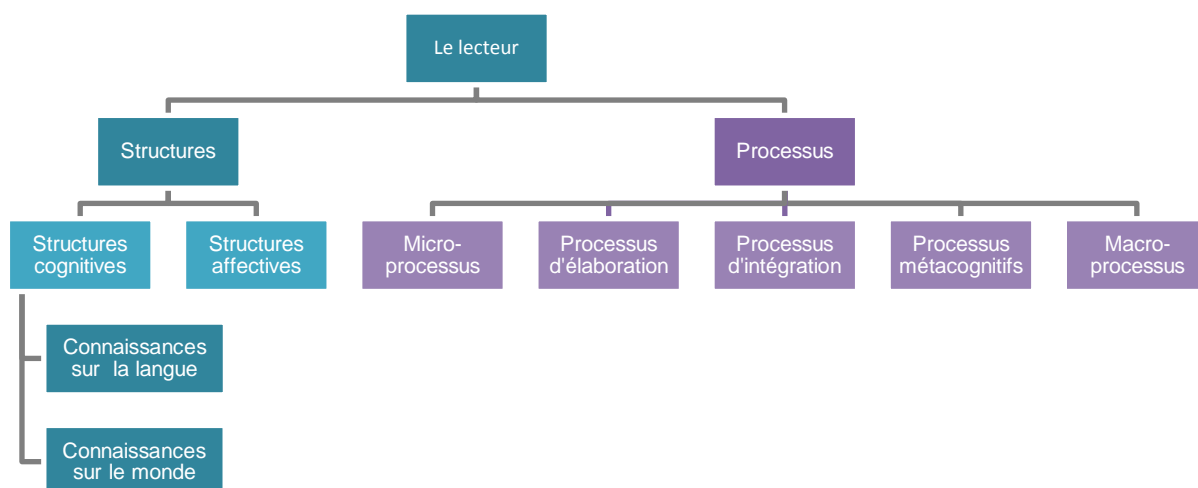 Le lecteur
Structures
Processus
Structures
cognitives
Structures
affectives
Micro-
processus
Processus
d'élaboration
Processus
d'intégration
Processus
métacognitifs
Macro-
processus
Connaissances
sur la langue
Connaissances
sur le monde